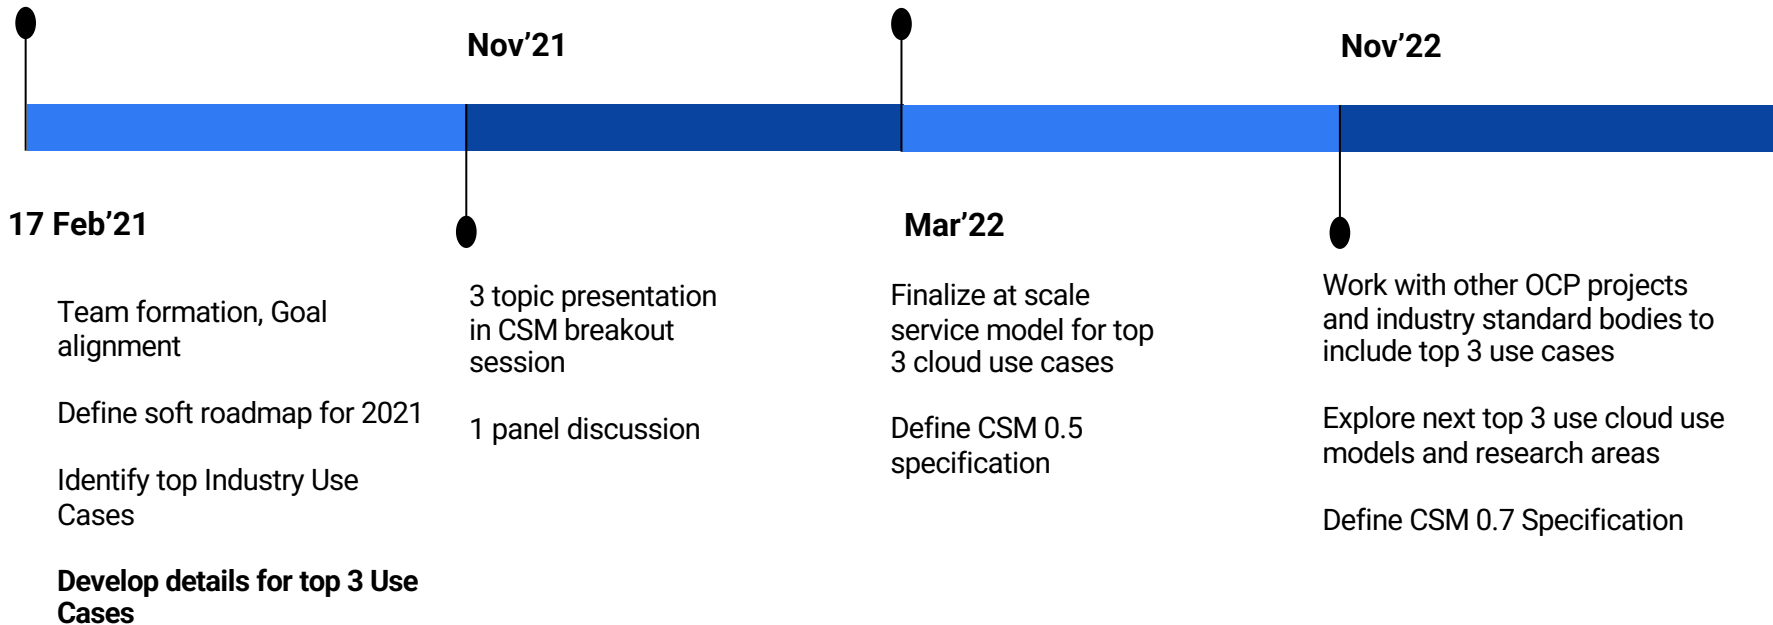 Nov’21
Nov’22
17 Feb’21
Mar’22
Team formation, Goal
alignment
Define soft roadmap for 2021
Identify top Industry Use
Cases
Develop details for top 3 Use
Cases
3 topic presentation
in CSM breakout
session
1 panel discussion
Finalize at scale
service model for top
3 cloud use cases
Define CSM 0.5
specification
Work with other OCP projects
and industry standard bodies to
include top 3 use cases
Explore next top 3 use cloud use
models and research areas
Define CSM 0.7 Specification